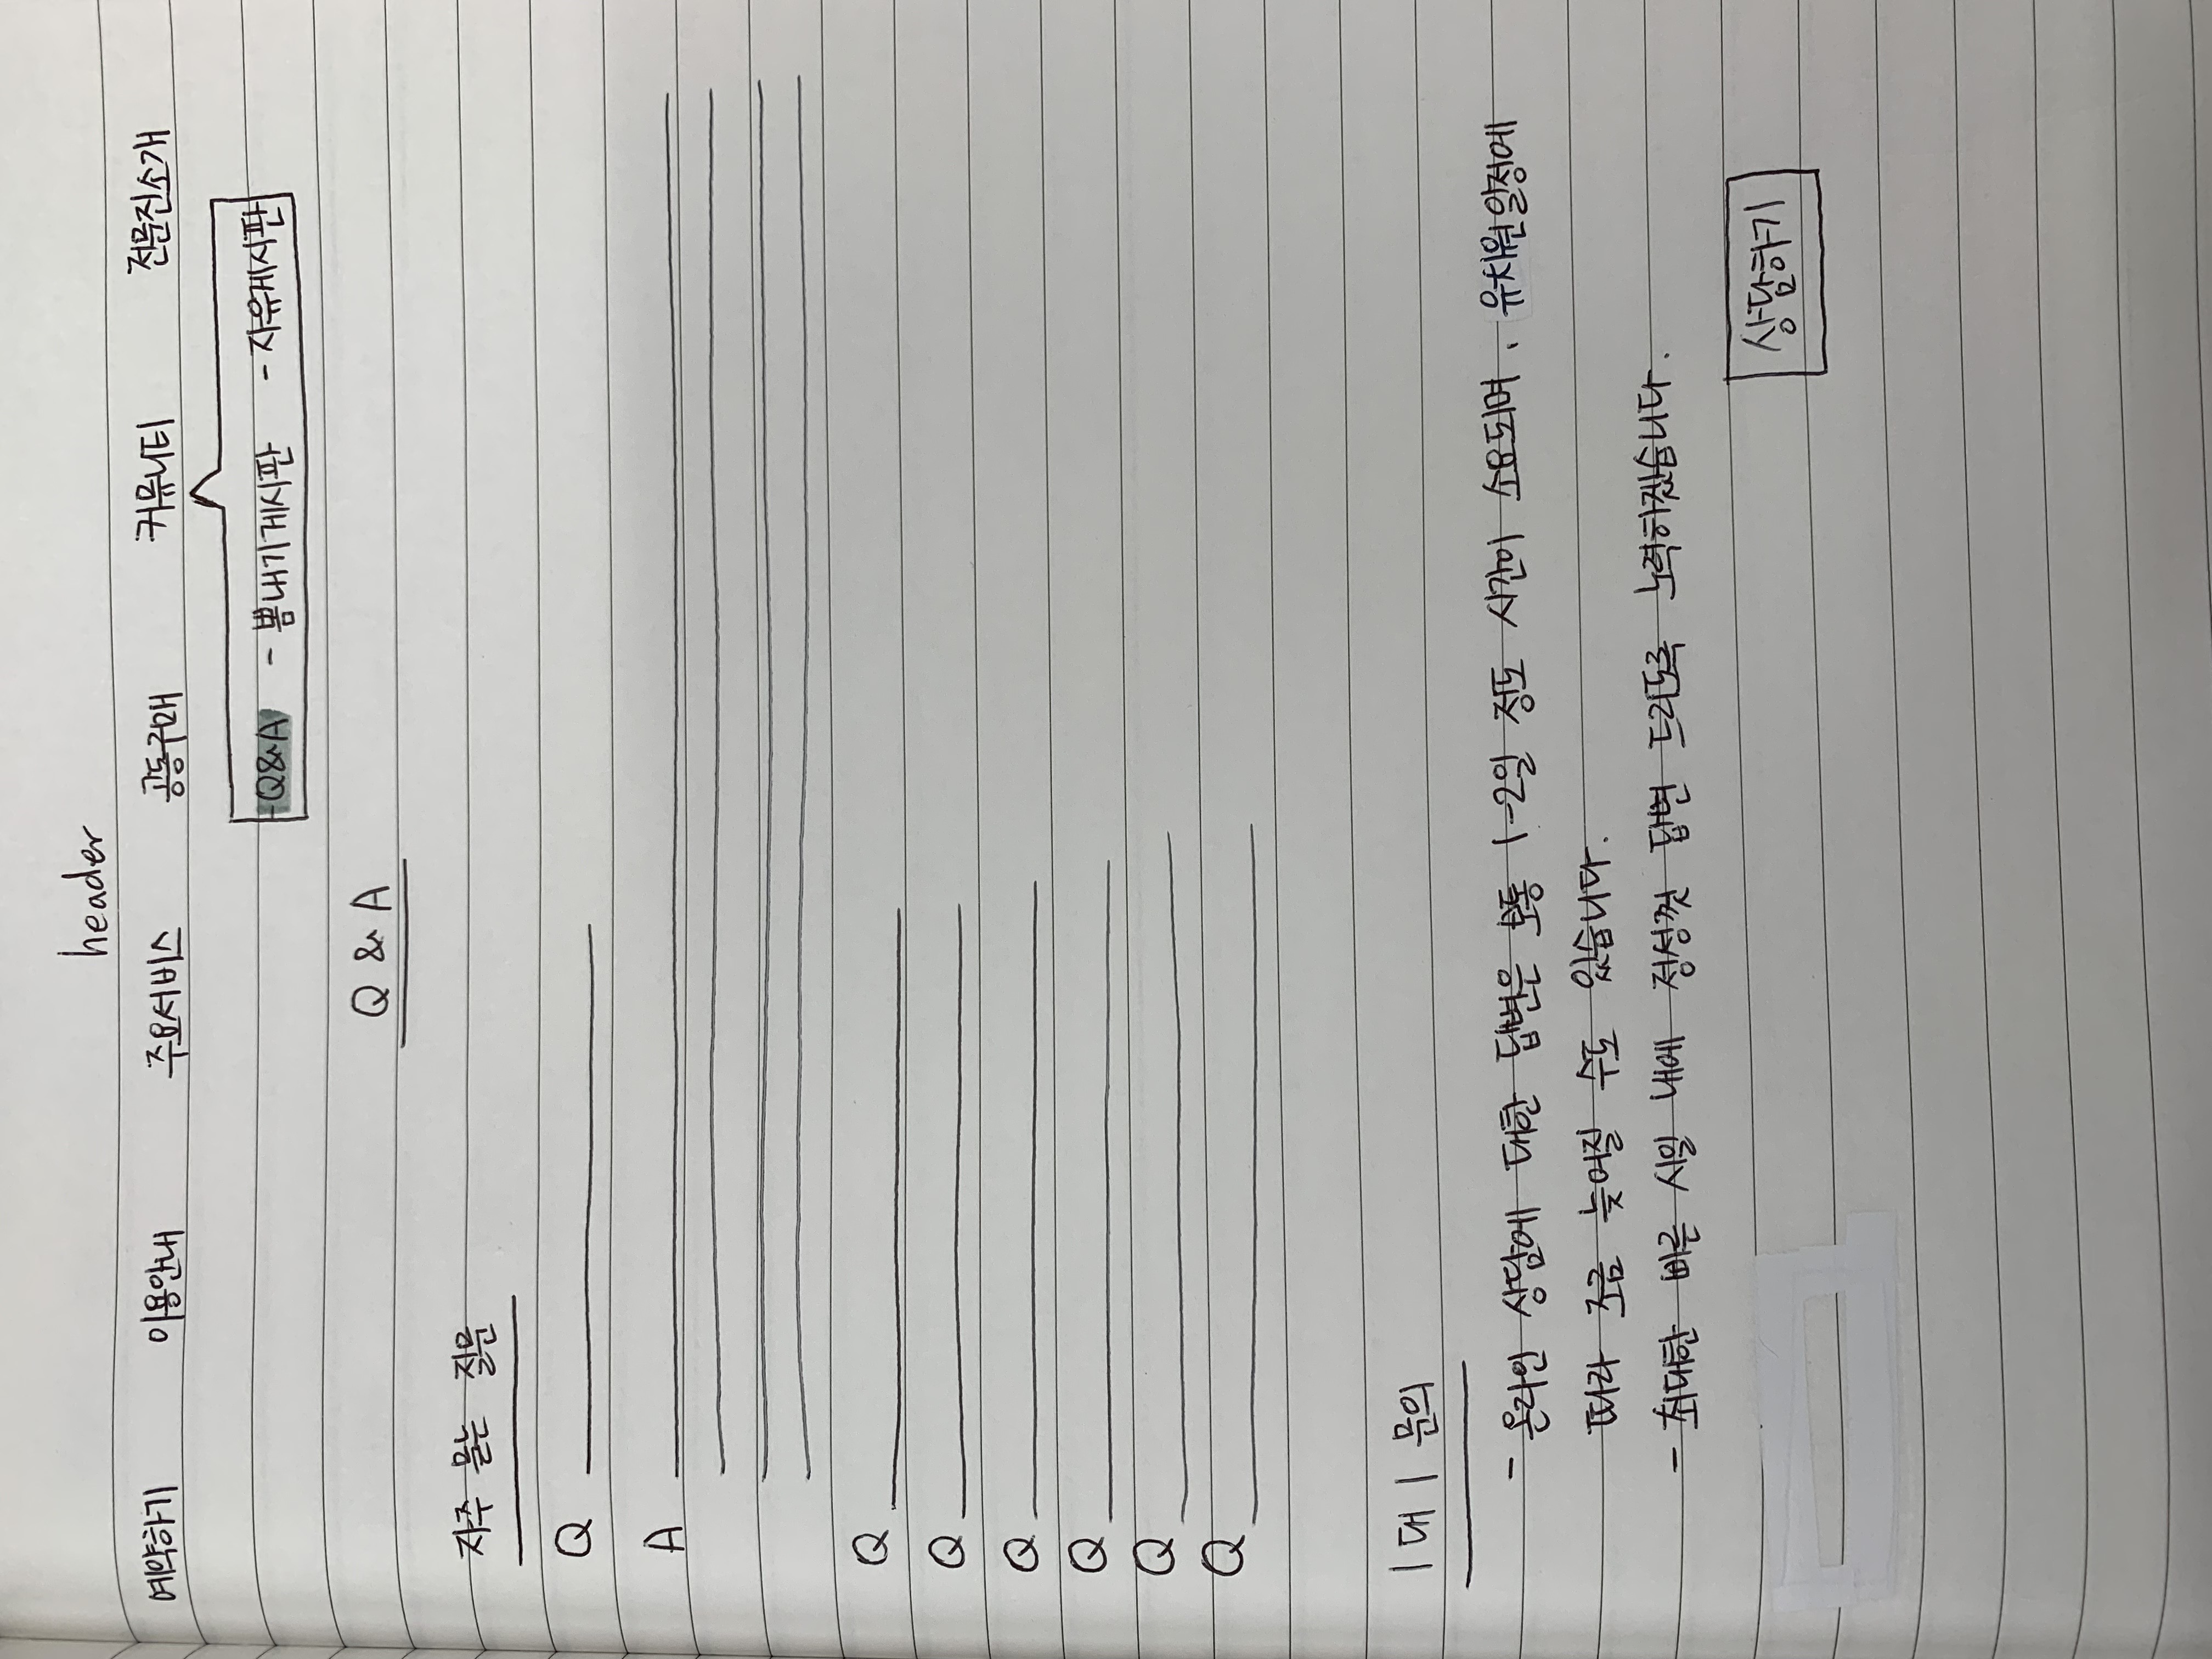 header
예약하기 이용안내 주요서비스 공동구매 커뮤니티 전문진소개
-Q&A - 뽐내기게시판 - 자유게시판
Q & A
자주 묻는 질문
Q
A
Q
Q
Q
Q
Q
Q
1대1 문의
- 온라인 상담에 대한 답변은 보통 1-2일 정도 시간이 소요되며, 유치원일정에
따라 조금 늦어질 수도 있습니다.
- 최대한 빠른 시일 내에 정성껏 답변 드리도록 노력하겠습니다.
상담하기